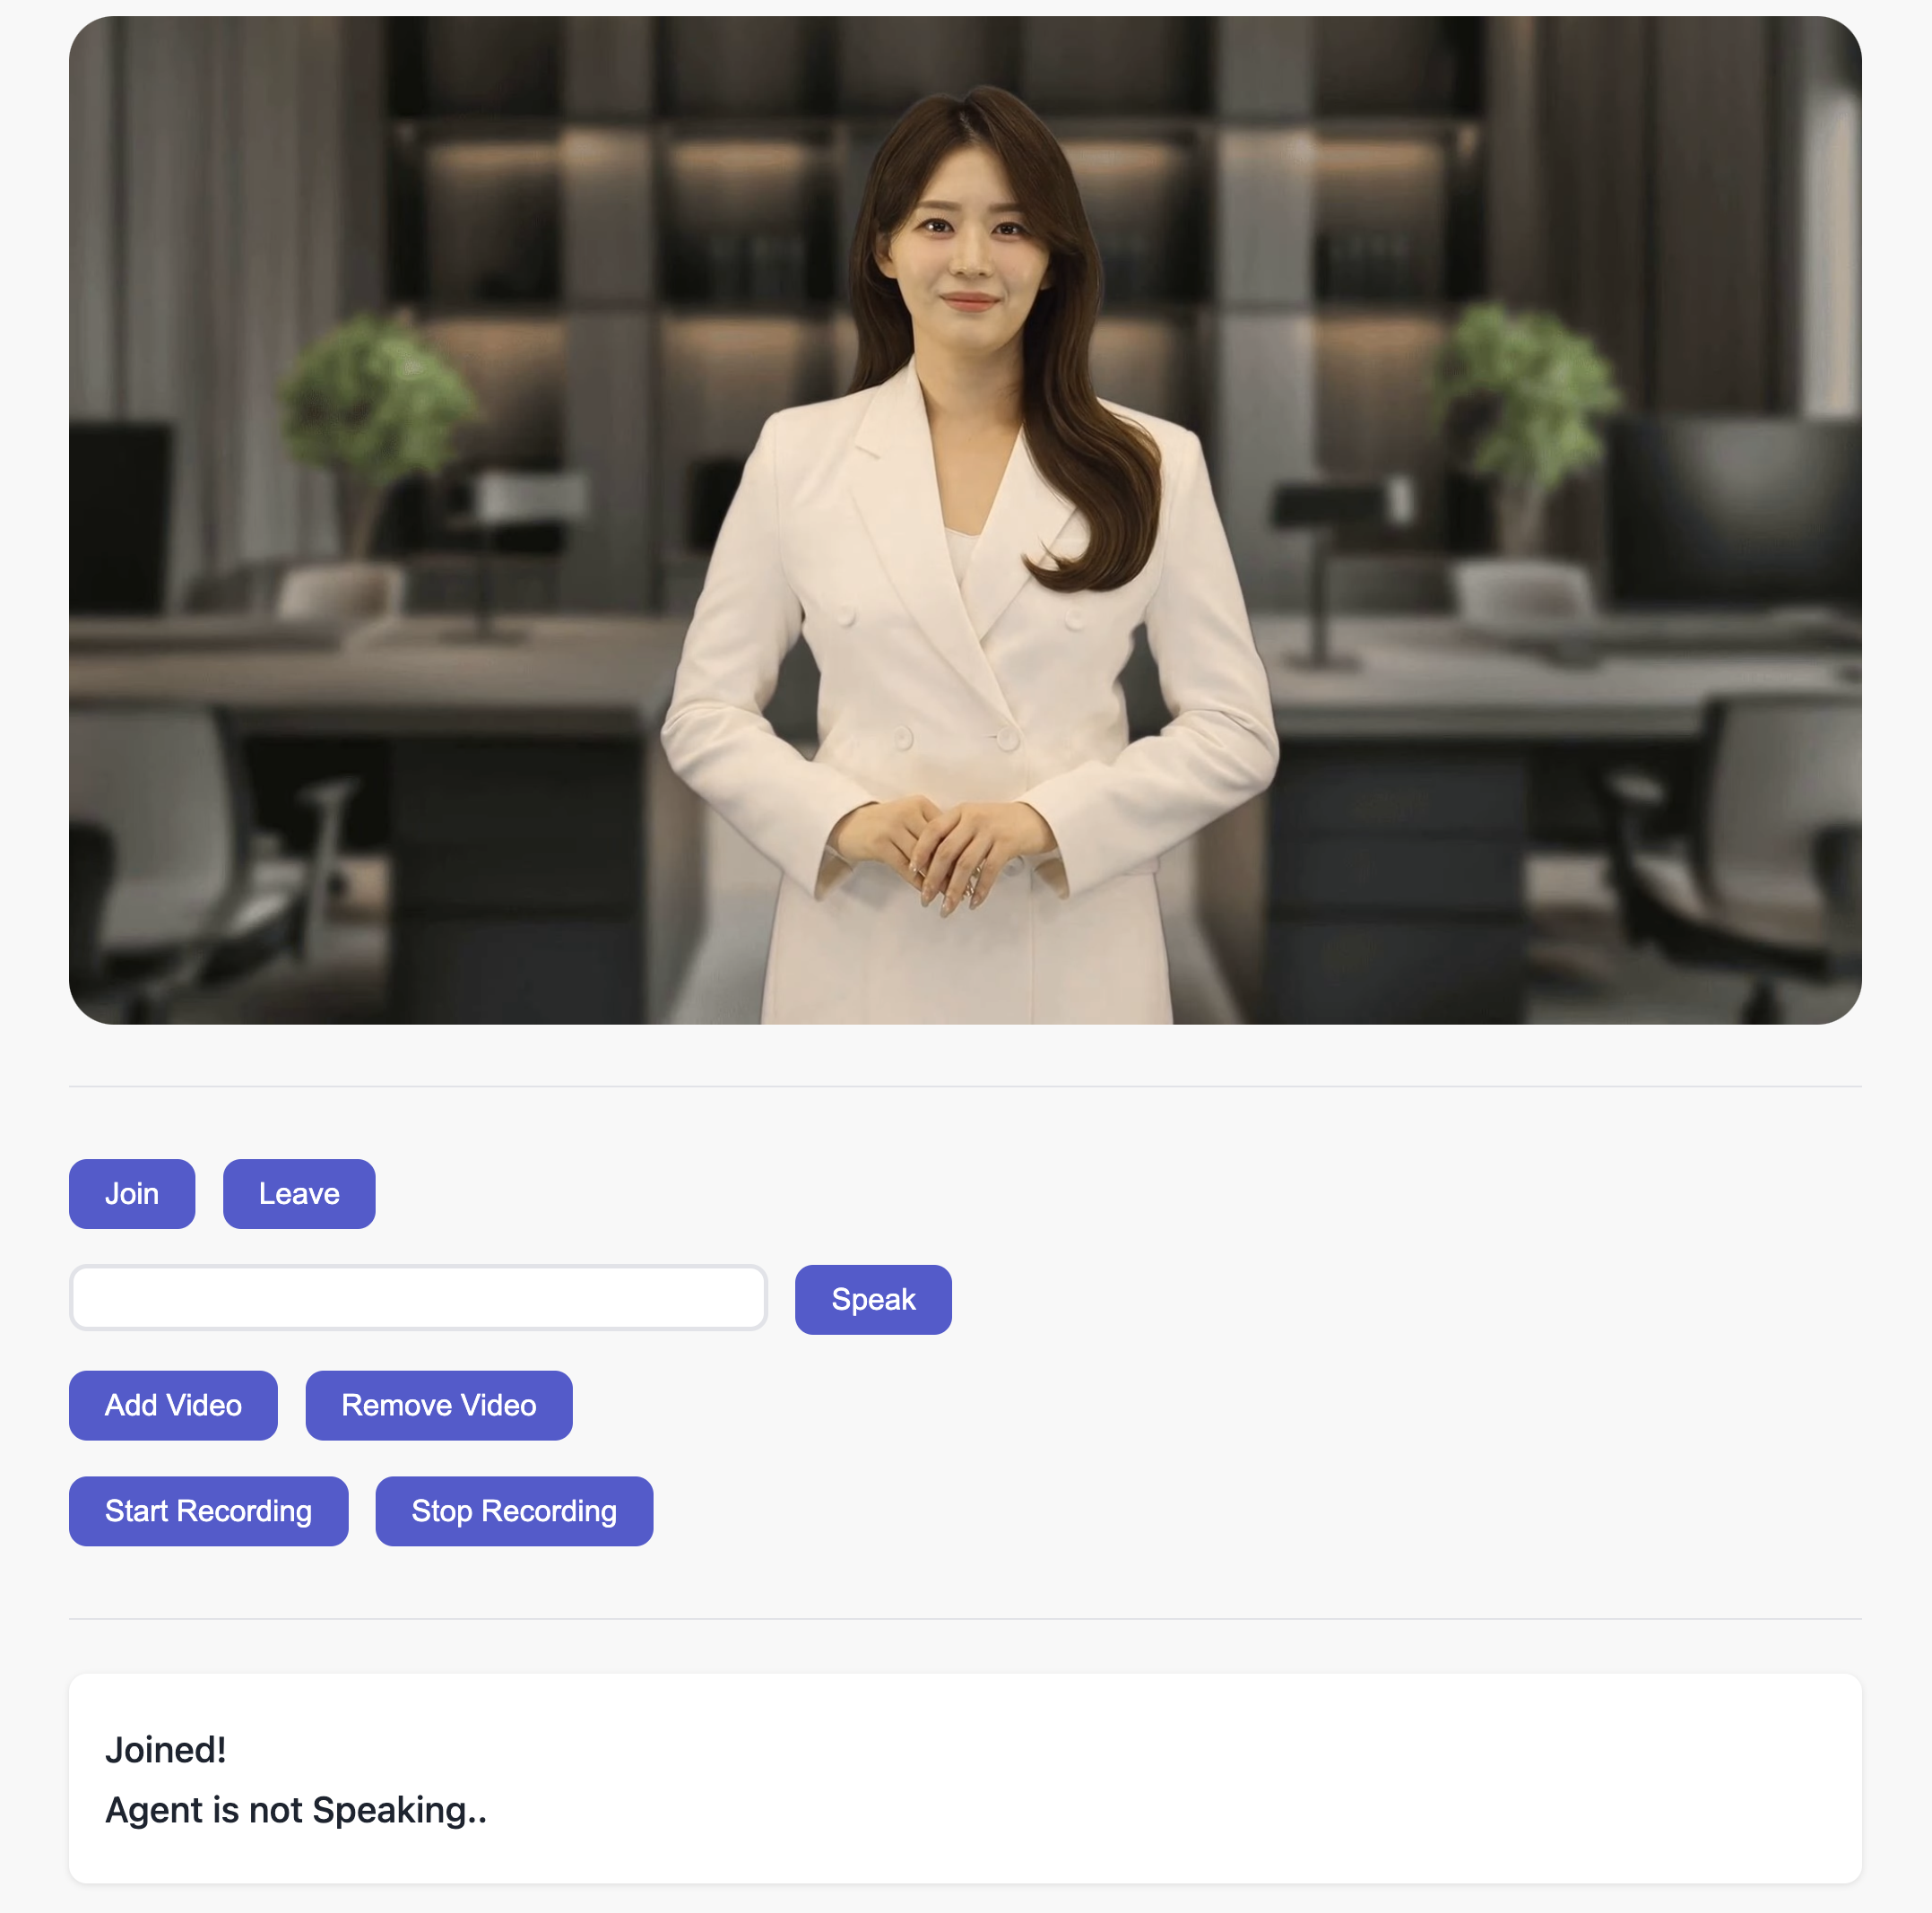 Join Leave
Speak
Add Video Remove Video
Start Recording Stop Recording
Joined!
Agent is not Speaking..